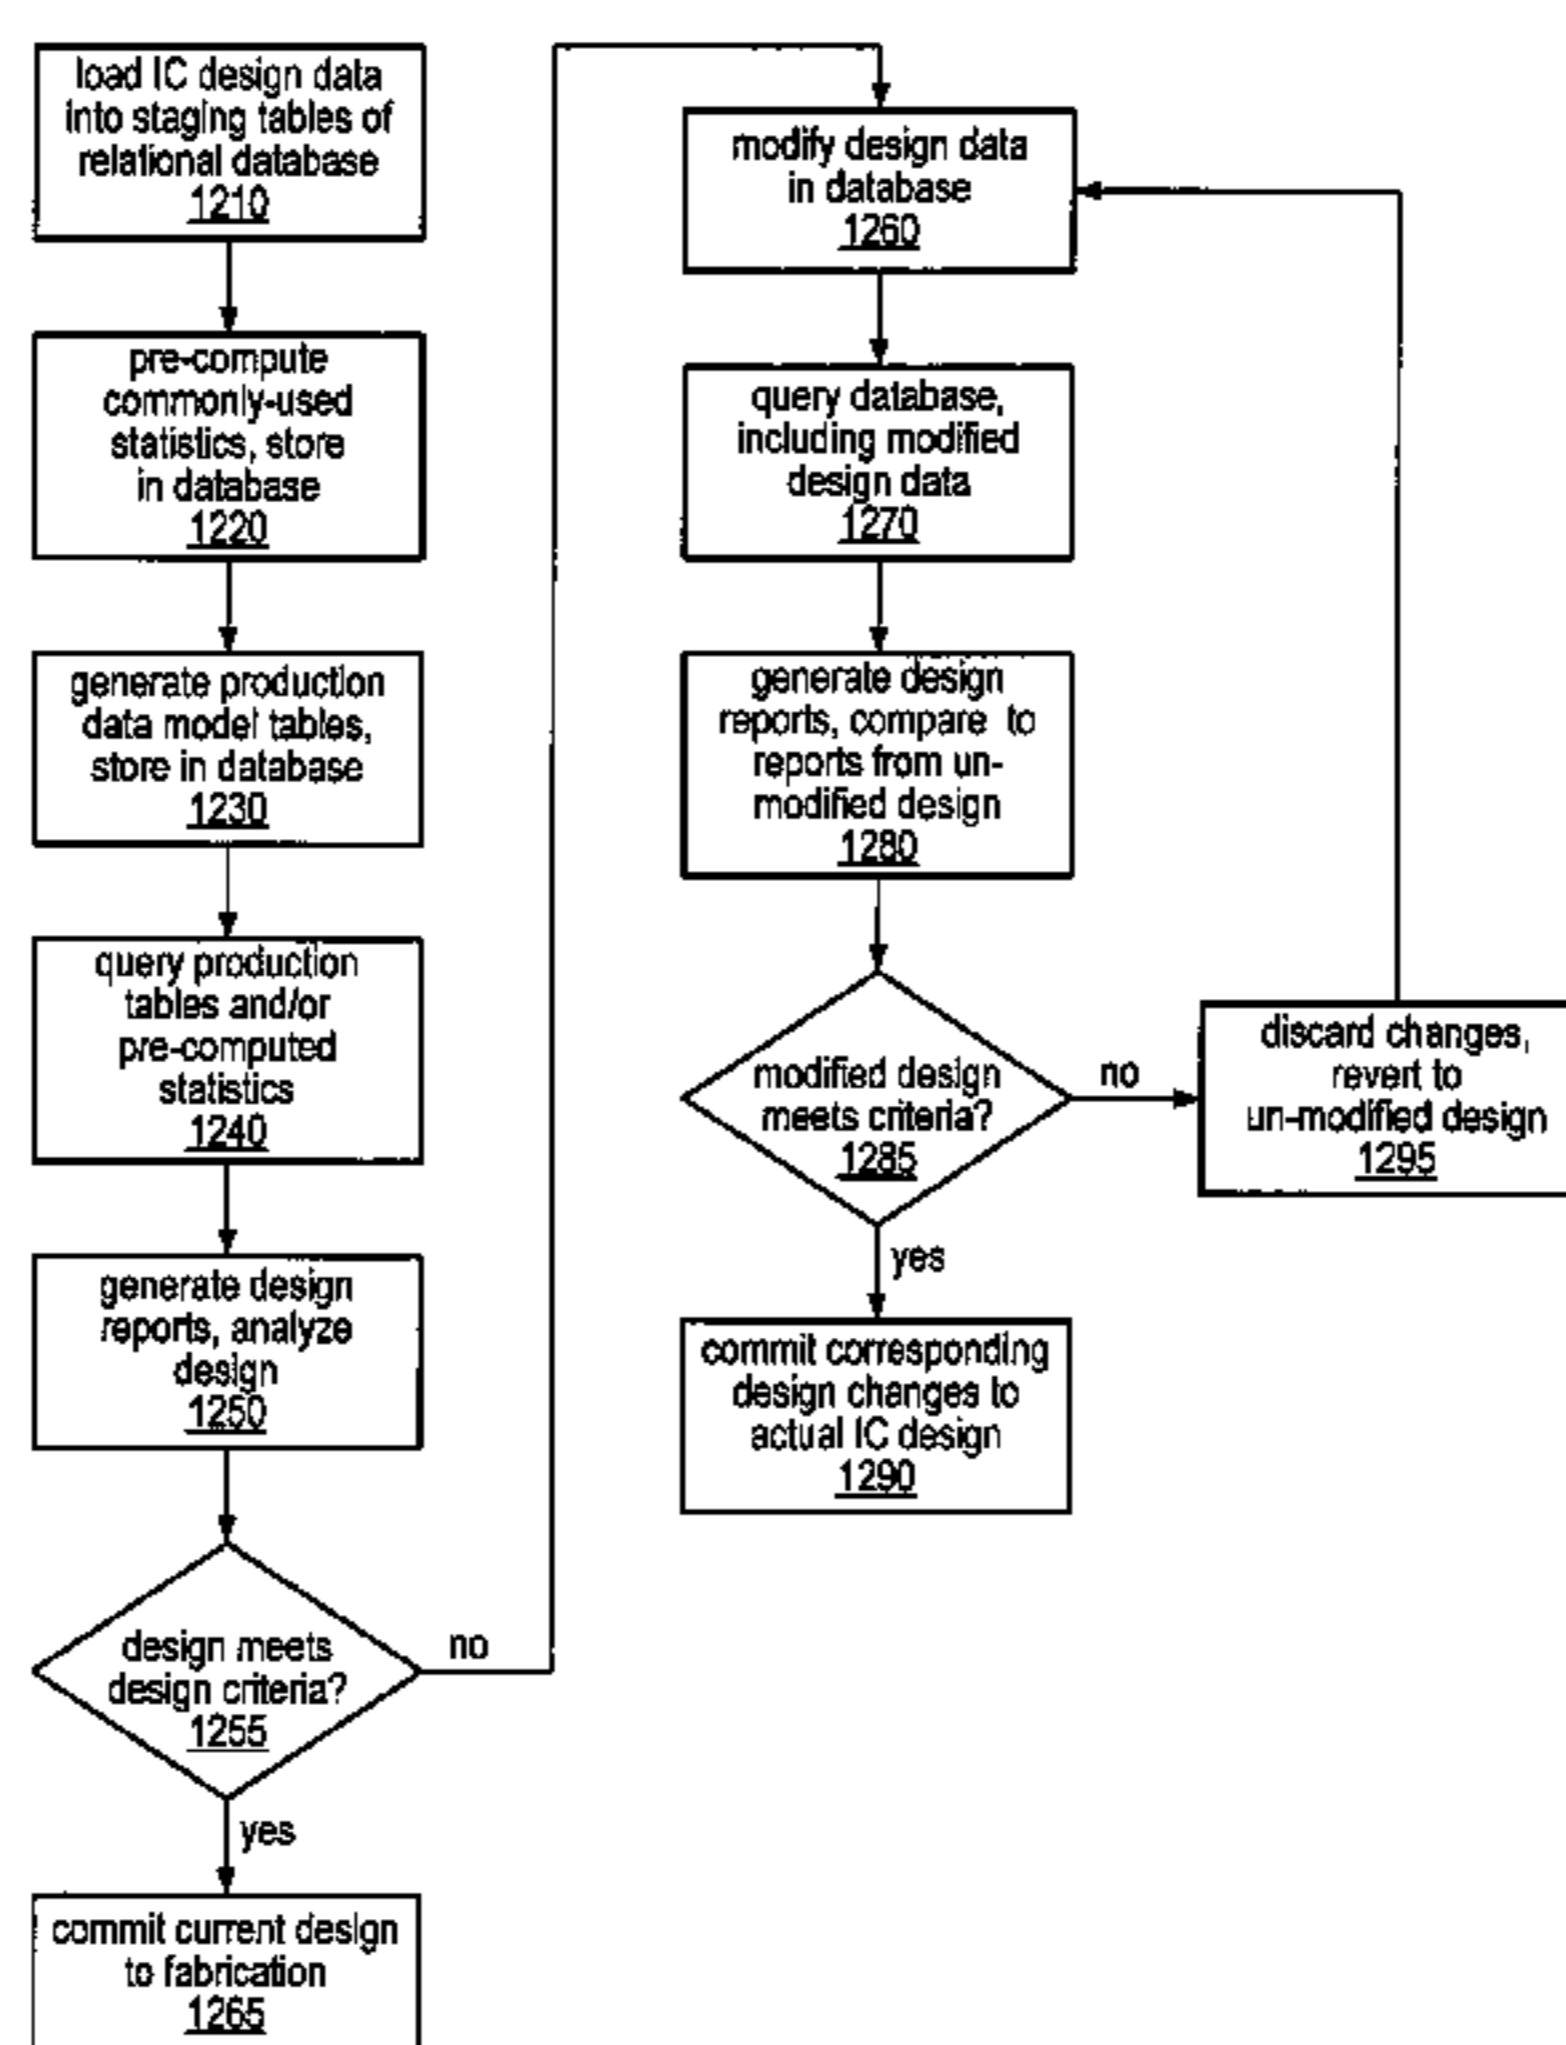 load IC design data
into staging tables of
relational database
1210
pre-compute
commonly-used
statistics, store
in database
1220
generate production
data model tables,
store in database
1230
query production
tables and/or
pre-computed
statistics
1240
generate design
reports, analyze
design
1250
design meets
design criteria?
1255
no
yes
commit current design
to fabrication
1265
modify design data
in database
1260
query database,
including modified
design data
1270
generate design
reports, compare to
reports from un-
modified design
1280
modified design
meets criteria?
1285
no
yes
discard changes,
revert to
un-modified design
1295
commit corresponding
design changes to
actual IC design
1290